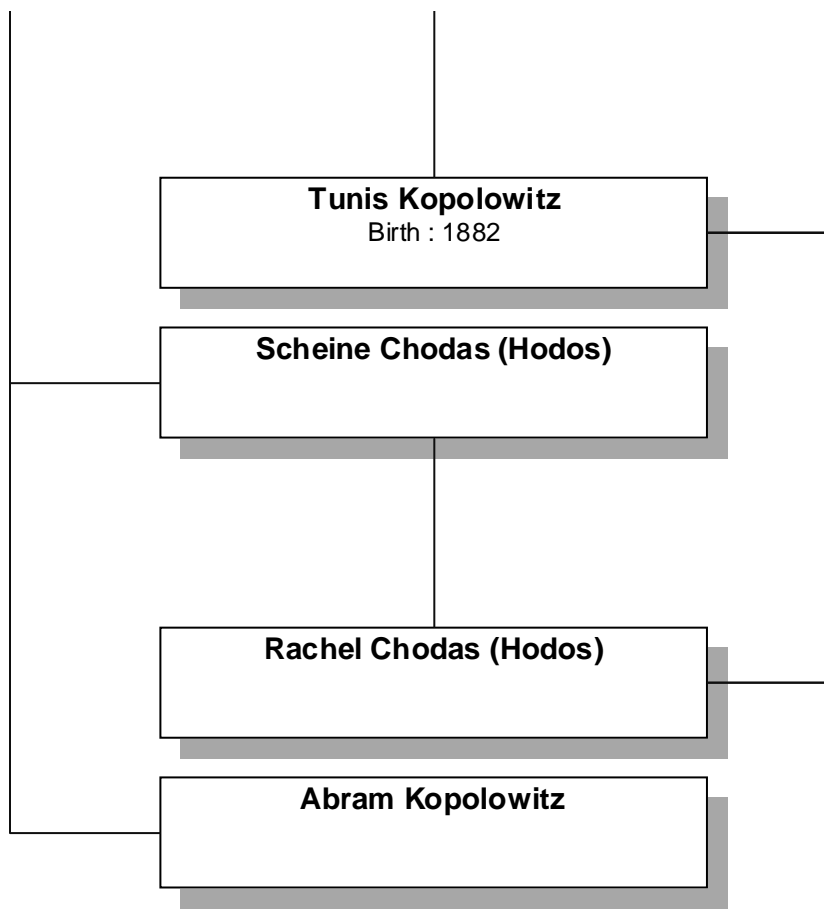 Tunis Kopolowitz
Birth : 1882
Scheine Chodas (Hodos)
Rachel Chodas (Hodos)
Abram Kopolowitz